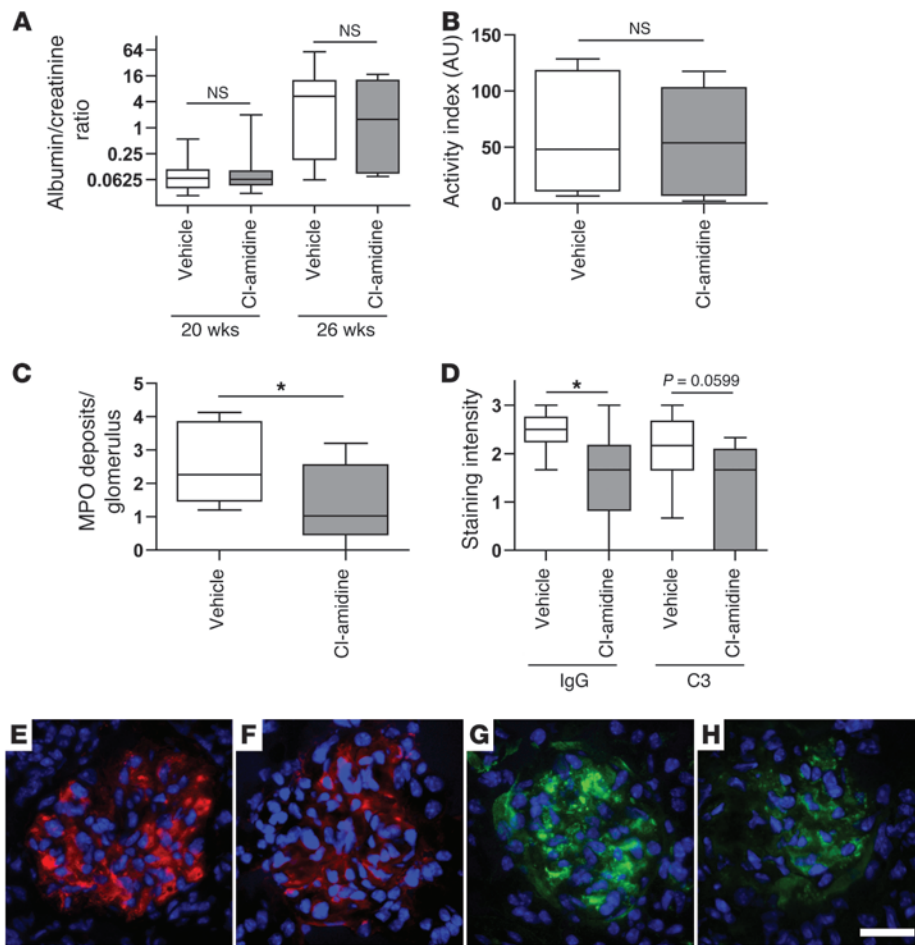 A
Albumin/creatinine
ratio
64
16
4
1
0.25
0.0625
NS
NS
Vehicle
Cl-amidine
Vehicle
Cl-amidine
20 wks
26 wks
B
Activity index (AU)
150
100
50
0
NS
Vehicle
Cl-amidine
C
MPO deposits/
glomerulus
5
4
3
2
1
0
*
Vehicle
Cl-amidine
D
Staining intensity
3
2
1
0
*
P = 0.0599
Vehicle
Cl-amidine
Vehicle
Cl-amidine
IgG
C3
E
F
G
H